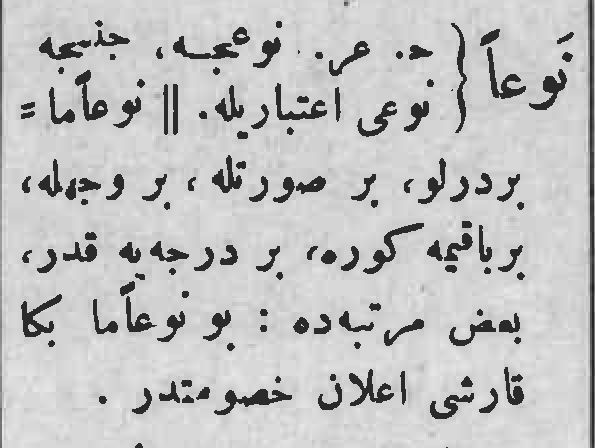 نَوعاً { ح. عر. نوعجه، جنسجه
نوعی اعتباریله. || نوعاًما =
بردرلو، بر صورتله، بر وجهله،
برباقیمه کوره، بر درجه‌یه قدر،
بعض مرتبه‌ده : بو نوعاًما بکا
قارشی اعلان خصومتدر .